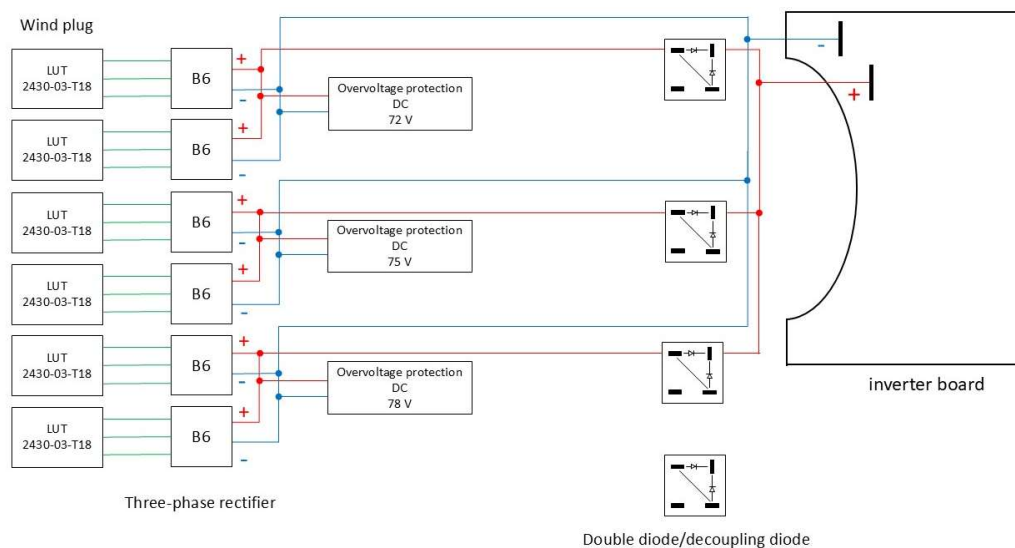 Wind plug
LUT
2430-03-T18
B6
+
-
Overvoltage protection
DC
72 V
LUT
2430-03-T18
B6
+
-
LUT
2430-03-T18
B6
+
-
Overvoltage protection
DC
75 V
LUT
2430-03-T18
B6
+
-
LUT
2430-03-T18
B6
+
-
Overvoltage protection
DC
78 V
LUT
2430-03-T18
B6
+
-
-
+
inverter board
Three-phase rectifier
Double diode/decoupling diode